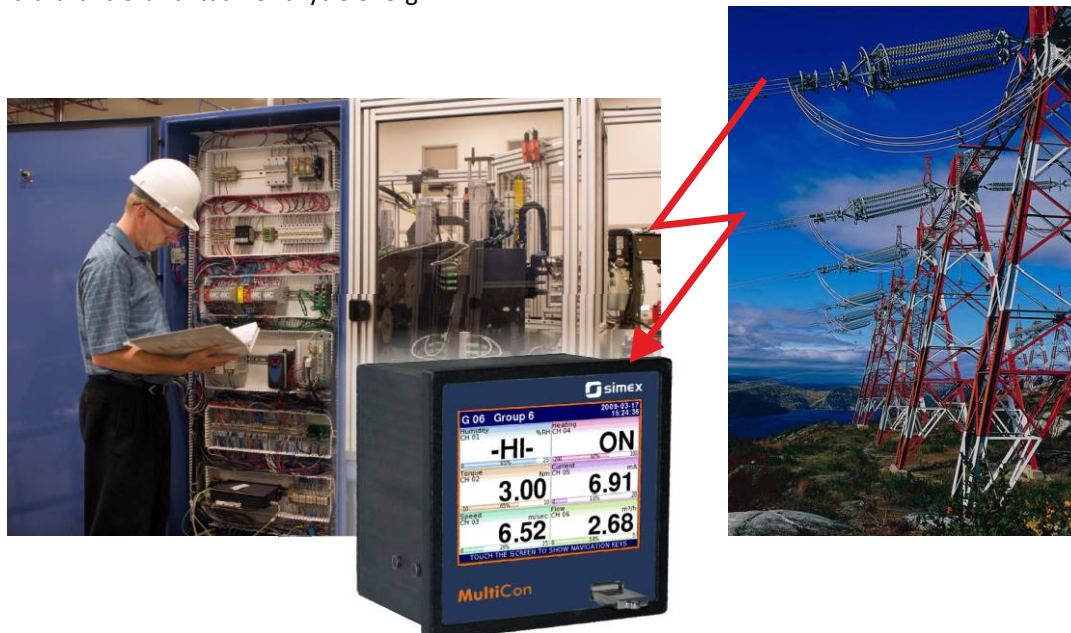 simex
G 06 Group 6
2009-03-17
15:24:36
Humidity
CH 01
%RH
-HI-
Heating
CH 04
ON
Torque
CH 02
Nm
3.00
Current
CH 05
mA
6.91
Speed
CH 03
m/sec
6.52
Flow
CH 06
m³/h
2.68
TOUCH THE SCREEN TO SHOW NAVIGATION KEYS
MultiCon